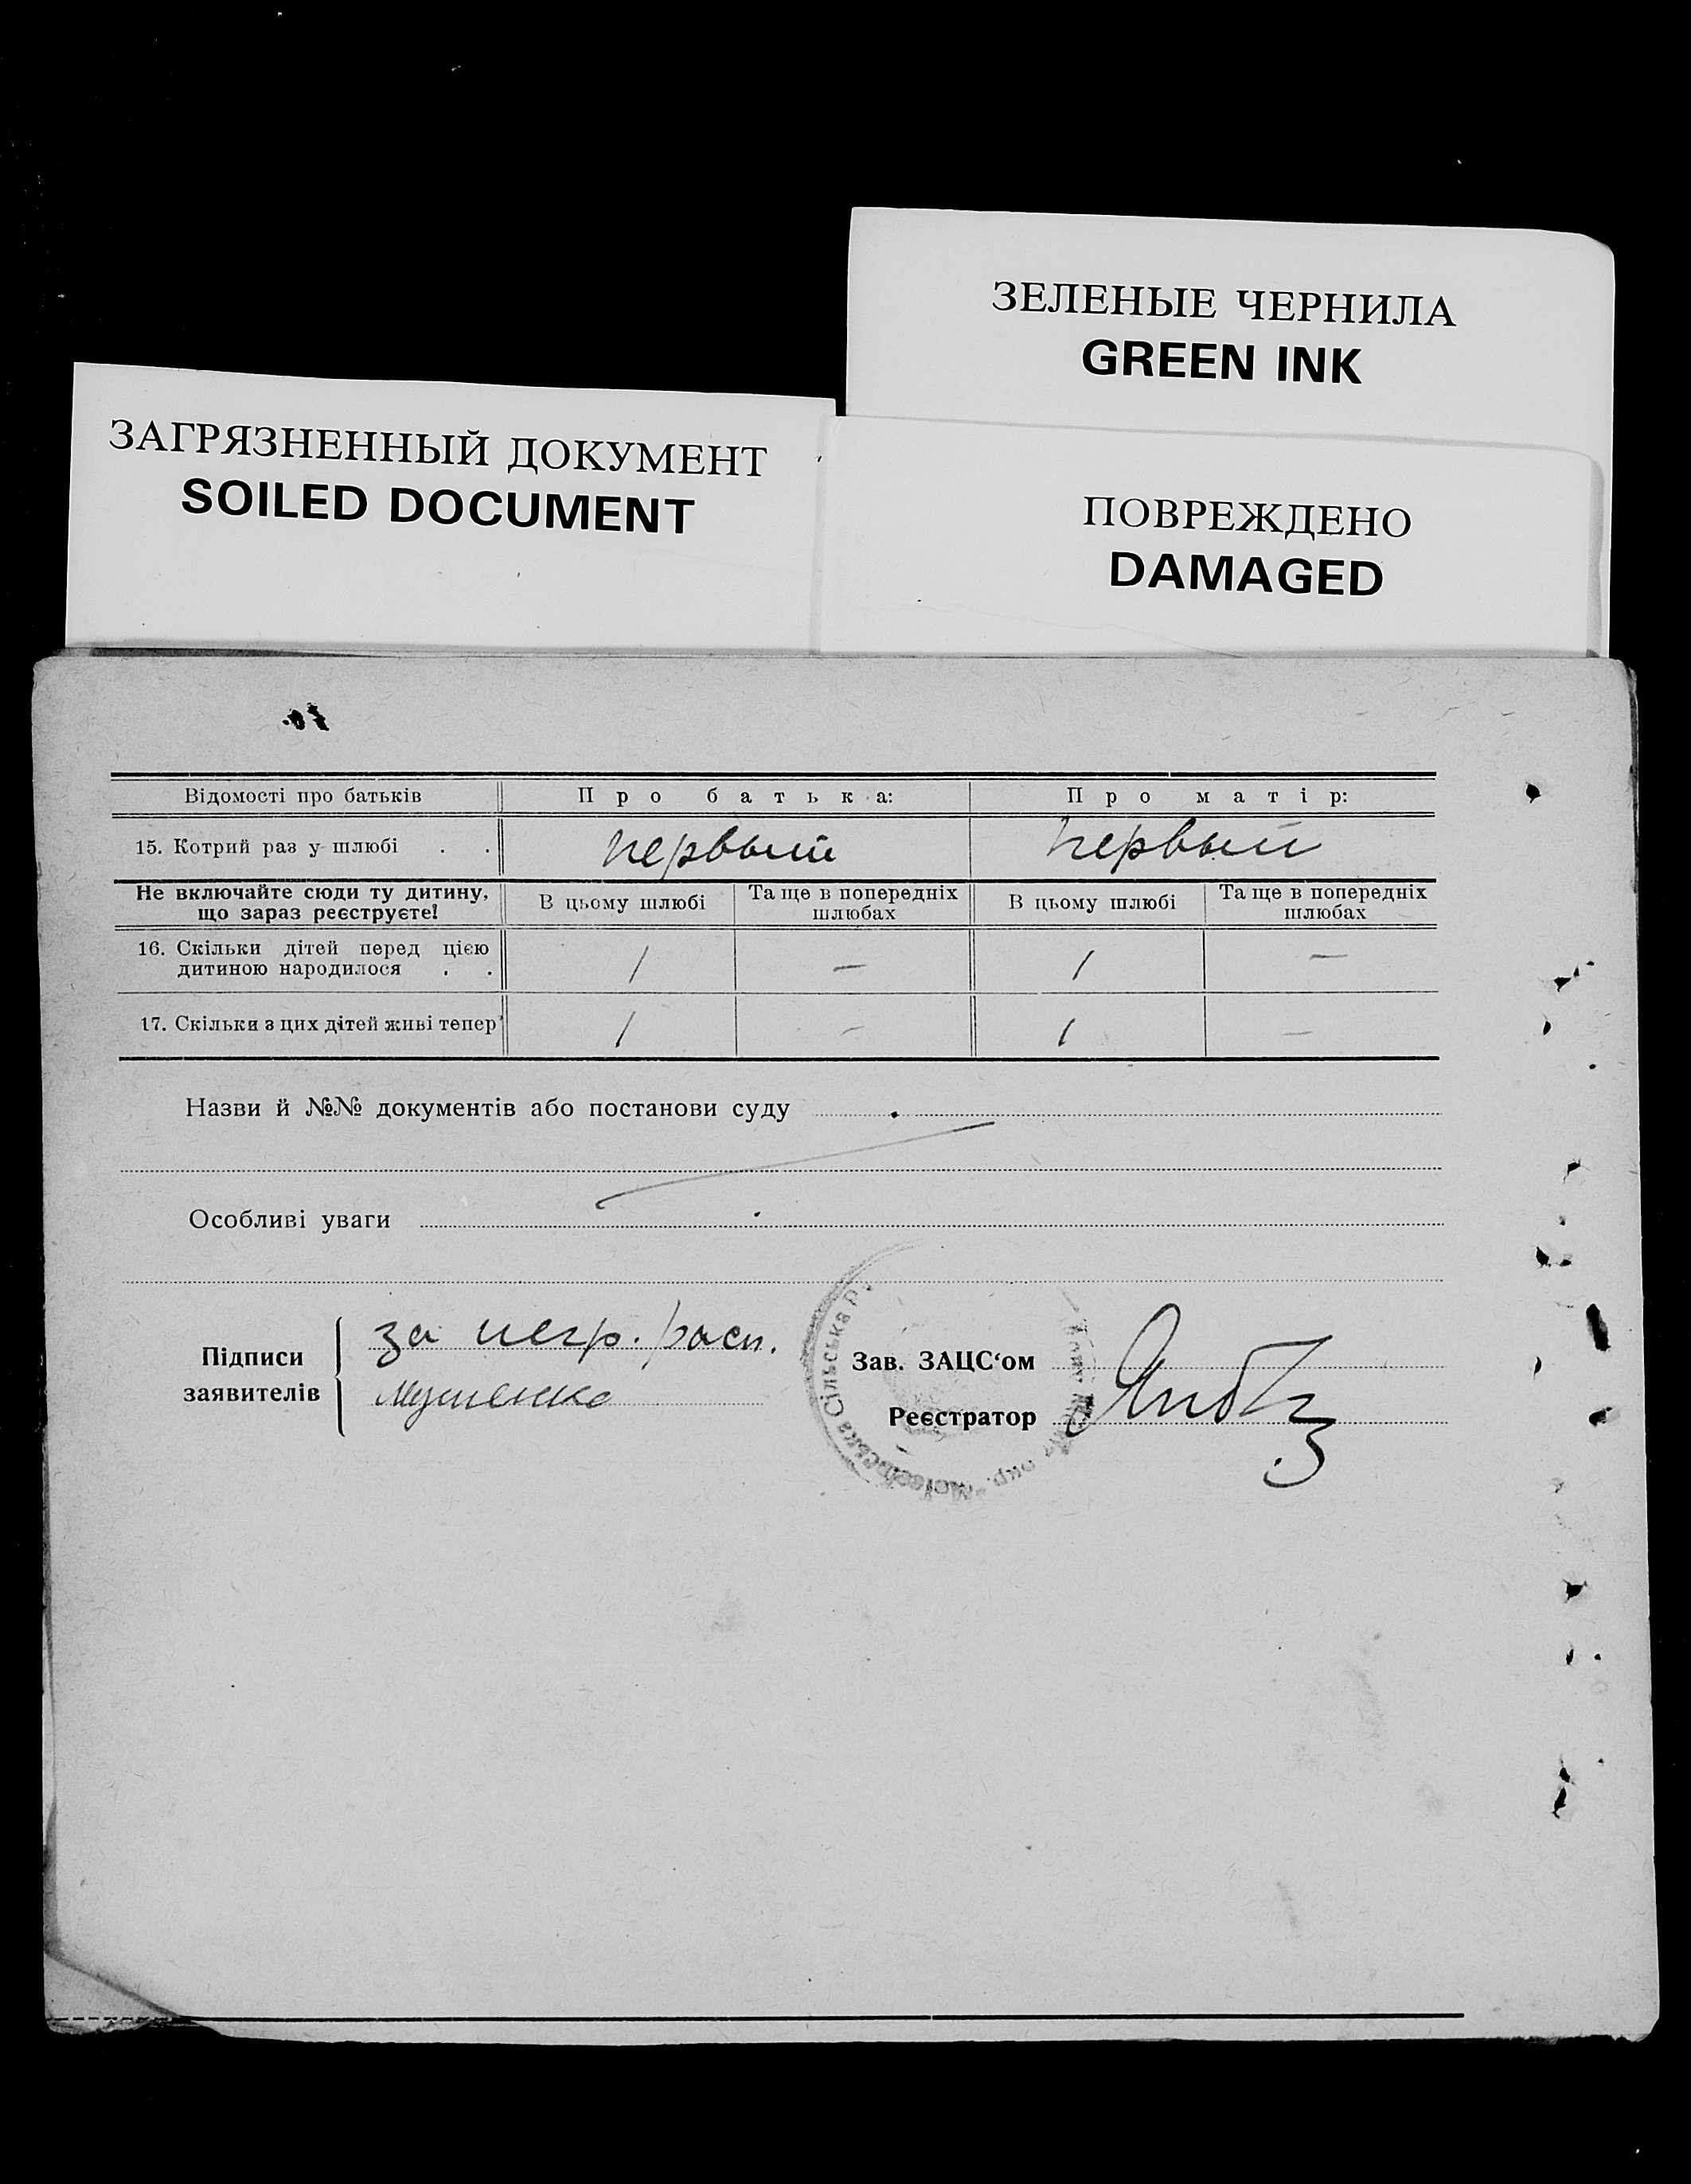 ЗЕЛЕНЫЕ ЧЕРНИЛА
GREEN INK
ЗАГРЯЗНЕННЫЙ ДОКУМЕНТ
SOILED DOCUMENT
ПОВРЕЖДЕНО
DAMAGED
Відомості про батьків Про батька: Про матір:
15. Котрий раз у шлюбі . . первый первый
Не включайте сюди ту дитину, що зараз реєструєте! В цьому шлюбі Та ще в попередніх шлюбах В цьому шлюбі Та ще в попередніх шлюбах
16. Скільки дітей перед цією
дитиною народилося . . 1 — 1 —
17. Скільки з цих дітей живі тепер 1 — 1 —
Назви й №№ документів або постанови суду
Особливі уваги
Підписи
заявителів
за негр. расп.
Зав. ЗАЦС‘ом
Реєстратор
Сільська
окр.